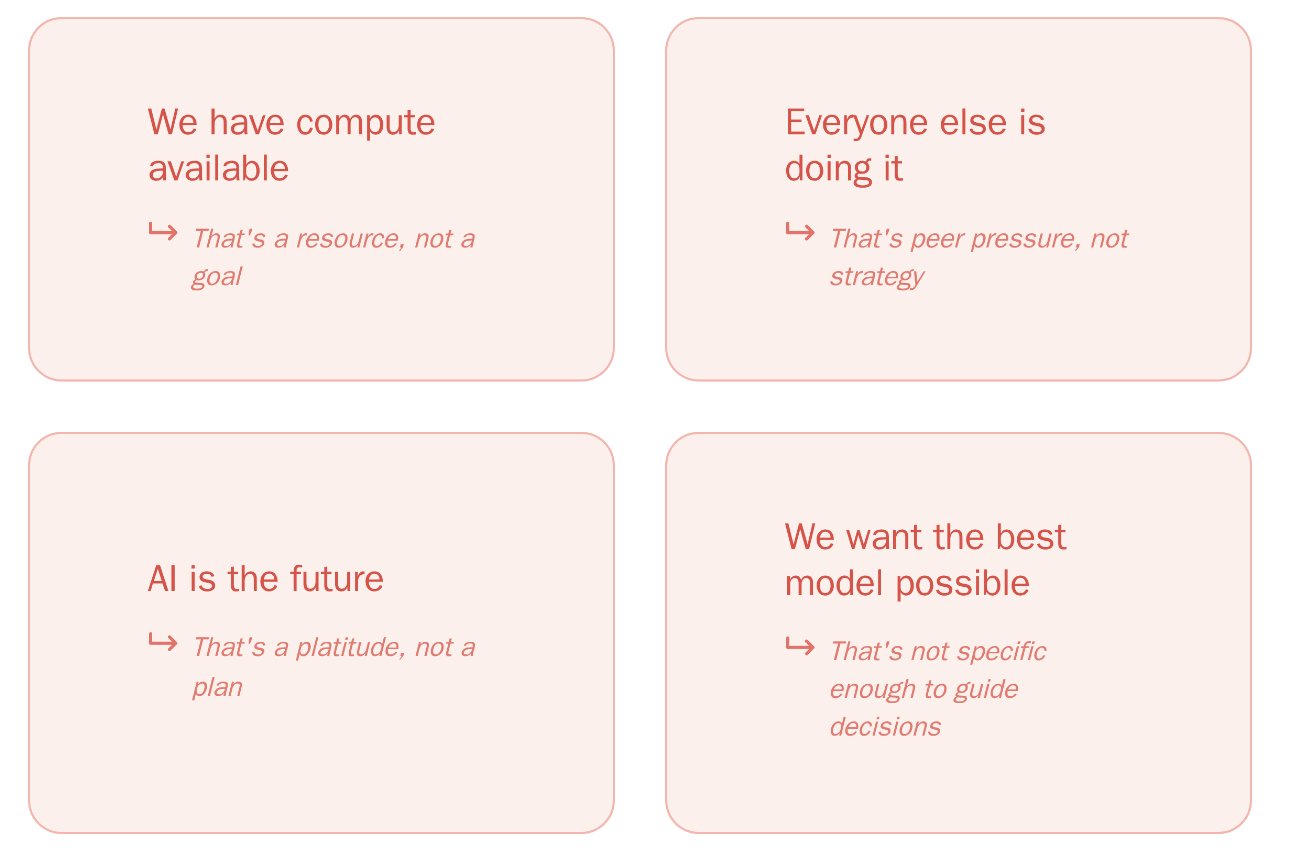 We have compute
available
That's a resource, not a
goal
Everyone else is
doing it
That's peer pressure, not
strategy
AI is the future
That's a platitude, not a
plan
We want the best
model possible
That's not specific
enough to guide
decisions